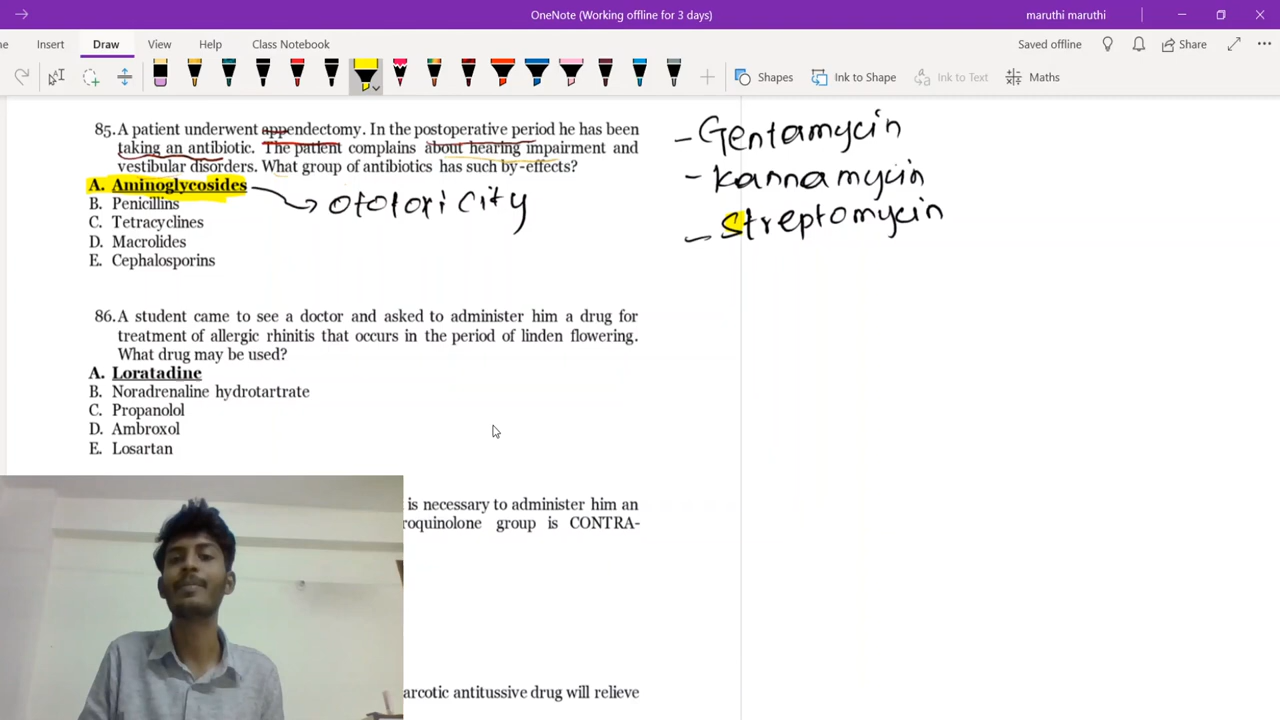 OneNote (Working offline for 3 days)
maruthi maruthi
Insert Draw View Help Class Notebook
Saved offline Share
Shapes Ink to Shape Ink to Text Maths
85. A patient underwent appendectomy. In the postoperative period he has been
taking an antibiotic. The patient complains about hearing impairment and
vestibular disorders. What group of antibiotics has such by-effects?
A. Aminoglycosides
B. Penicillins
C. Tetracyclines
D. Macrolides
E. Cephalosporins
ototoxicity
- Gentamycin
- kannamycin
- Streptomycin
86. A student came to see a doctor and asked to administer him a drug for
treatment of allergic rhinitis that occurs in the period of linden flowering.
What drug may be used?
A. Loratadine
B. Noradrenaline hydrotartrate
C. Propanolol
D. Ambroxol
E. Losartan
is necessary to administer him an
roquinolone group is CONTRA-
arcotic antitussive drug will relieve